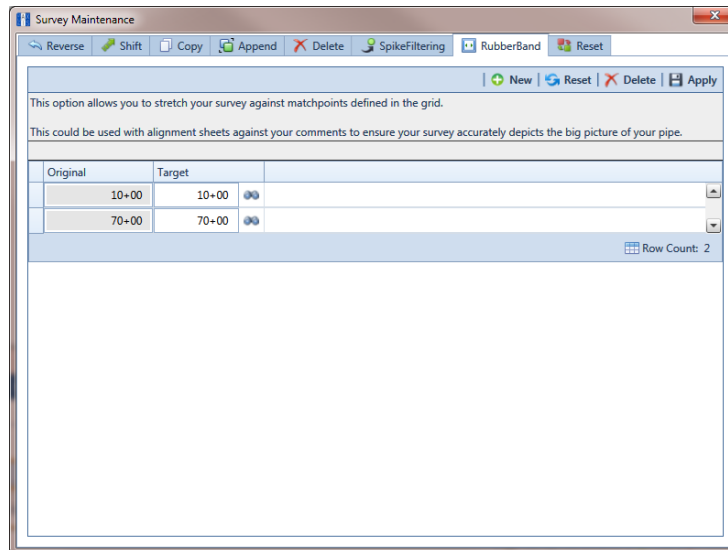 Survey Maintenance
Reverse Shift Copy Append Delete SpikeFiltering RubberBand Reset
New | Reset | Delete | Apply
This option allows you to stretch your survey against matchpoints defined in the grid.
This could be used with alignment sheets against your comments to ensure your survey accurately depicts the big picture of your pipe.
Original Target
10+00 10+00
70+00 70+00
Row Count: 2